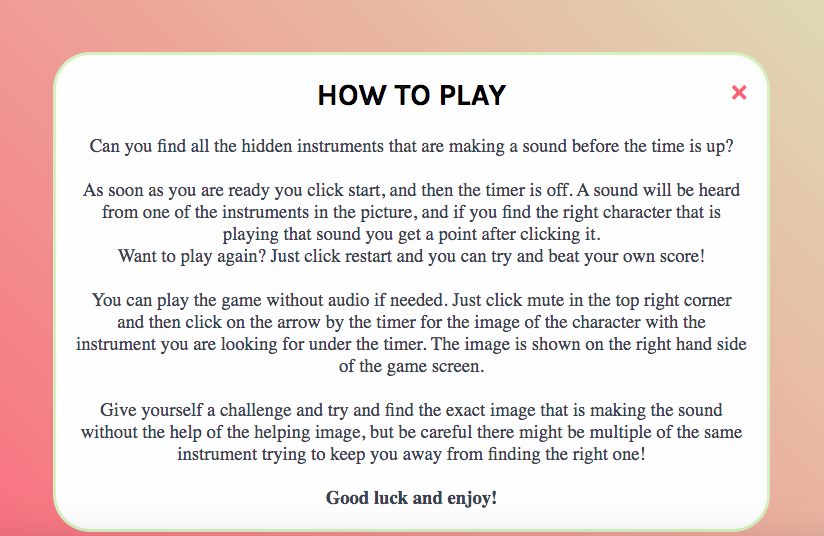 HOW TO PLAY
Can you find all the hidden instruments that are making a sound before the time is up?
As soon as you are ready you click start, and then the timer is off. A sound will be heard
from one of the instruments in the picture, and if you find the right character that is
playing that sound you get a point after clicking it.
Want to play again? Just click restart and you can try and beat your own score!
You can play the game without audio if needed. Just click mute in the top right corner
and then click on the arrow by the timer for the image of the character with the
instrument you are looking for under the timer. The image is shown on the right hand side
of the game screen.
Give yourself a challenge and try and find the exact image that is making the sound
without the help of the helping image, but be careful there might be multiple of the same
instrument trying to keep you away from finding the right one!
Good luck and enjoy!